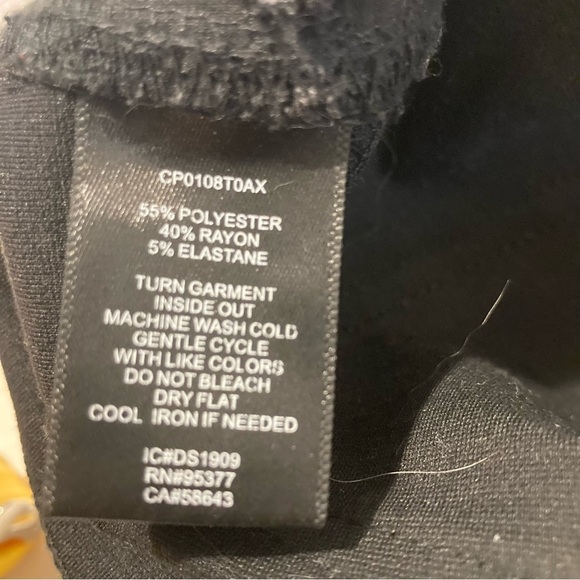 CP0108T0AX
55% POLYESTER
40% RAYON
5% ELASTANE
TURN GARMENT
INSIDE OUT
MACHINE WASH COLD
GENTLE CYCLE
WITH LIKE COLORS
DO NOT BLEACH
DRY FLAT
COOL IRON IF NEEDED
IC#DS1909
RN#95377
CA#58643